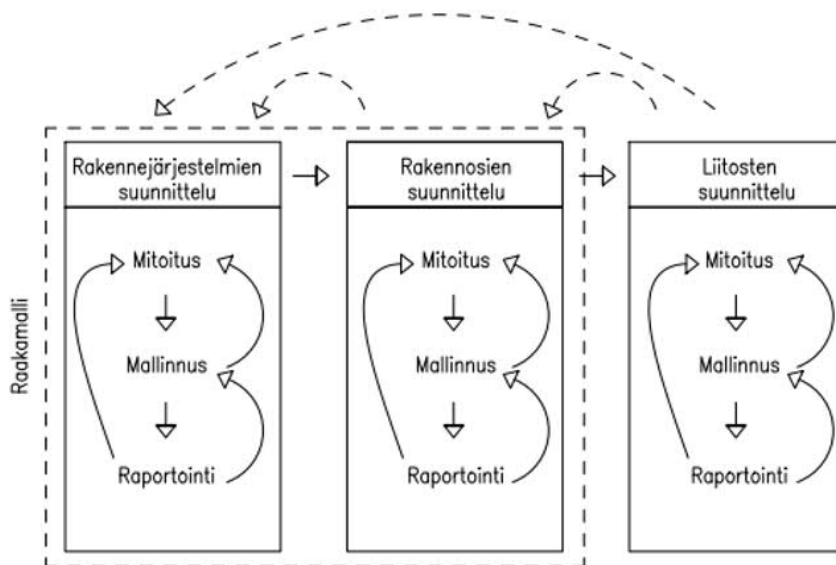 Raakamalli
Rakennejärjestelmien
suunnittelu
Mitoitus
Mallinnus
Raportointi
Rakennosien
suunnittelu
Mitoitus
Mallinnus
Raportointi
Liitosten
suunnittelu
Mitoitus
Mallinnus
Raportointi